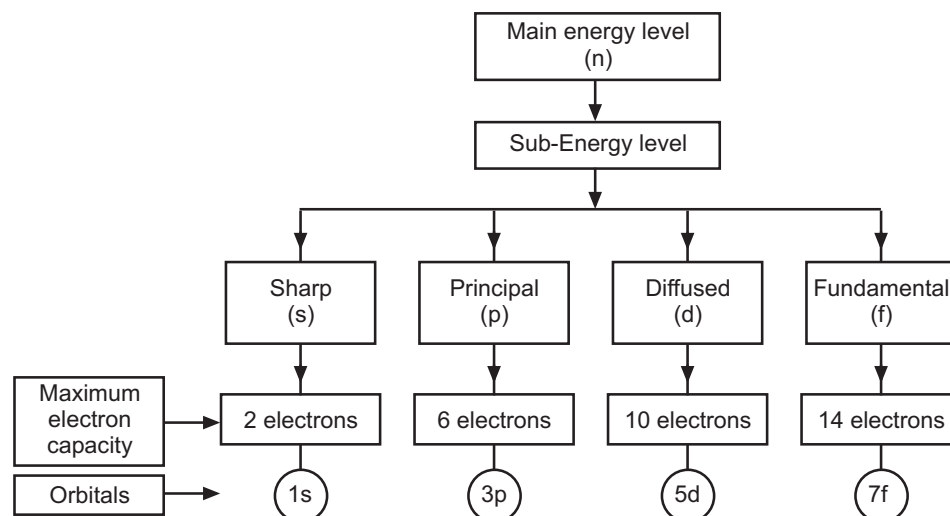 Main energy level
(n)
Sub-Energy level
Sharp
(s)
Principal
(p)
Diffused
(d)
Fundamental
(f)
Maximum
electron
capacity
2 electrons
6 electrons
10 electrons
14 electrons
Orbitals
1s
3p
5d
7f